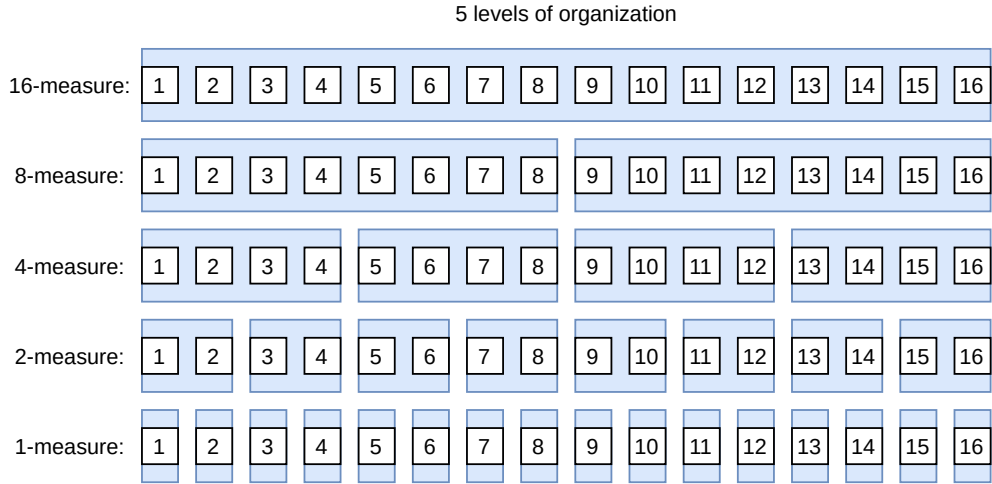 5 levels of organization
16-measure: 1 2 3 4 5 6 7 8 9 10 11 12 13 14 15 16
8-measure: 1 2 3 4 5 6 7 8 9 10 11 12 13 14 15 16
4-measure: 1 2 3 4 5 6 7 8 9 10 11 12 13 14 15 16
2-measure: 1 2 3 4 5 6 7 8 9 10 11 12 13 14 15 16
1-measure: 1 2 3 4 5 6 7 8 9 10 11 12 13 14 15 16